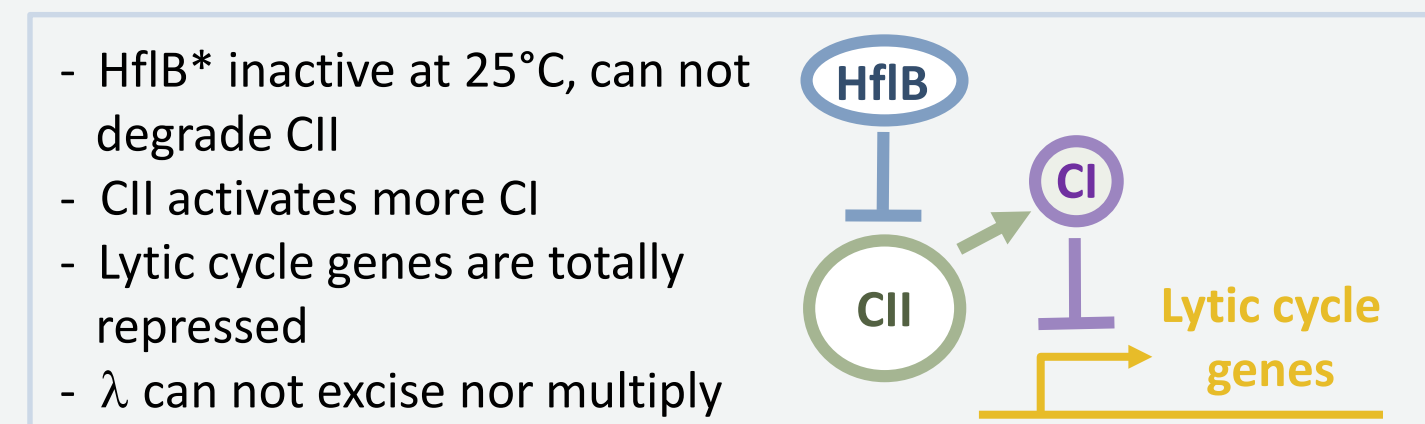 - HflB* inactive at 25°C, can not
degrade CII
- CII activates more CI
- Lytic cycle genes are totally
repressed
- λ can not excise nor multiply
HflB
CI
CII
Lytic cycle
genes